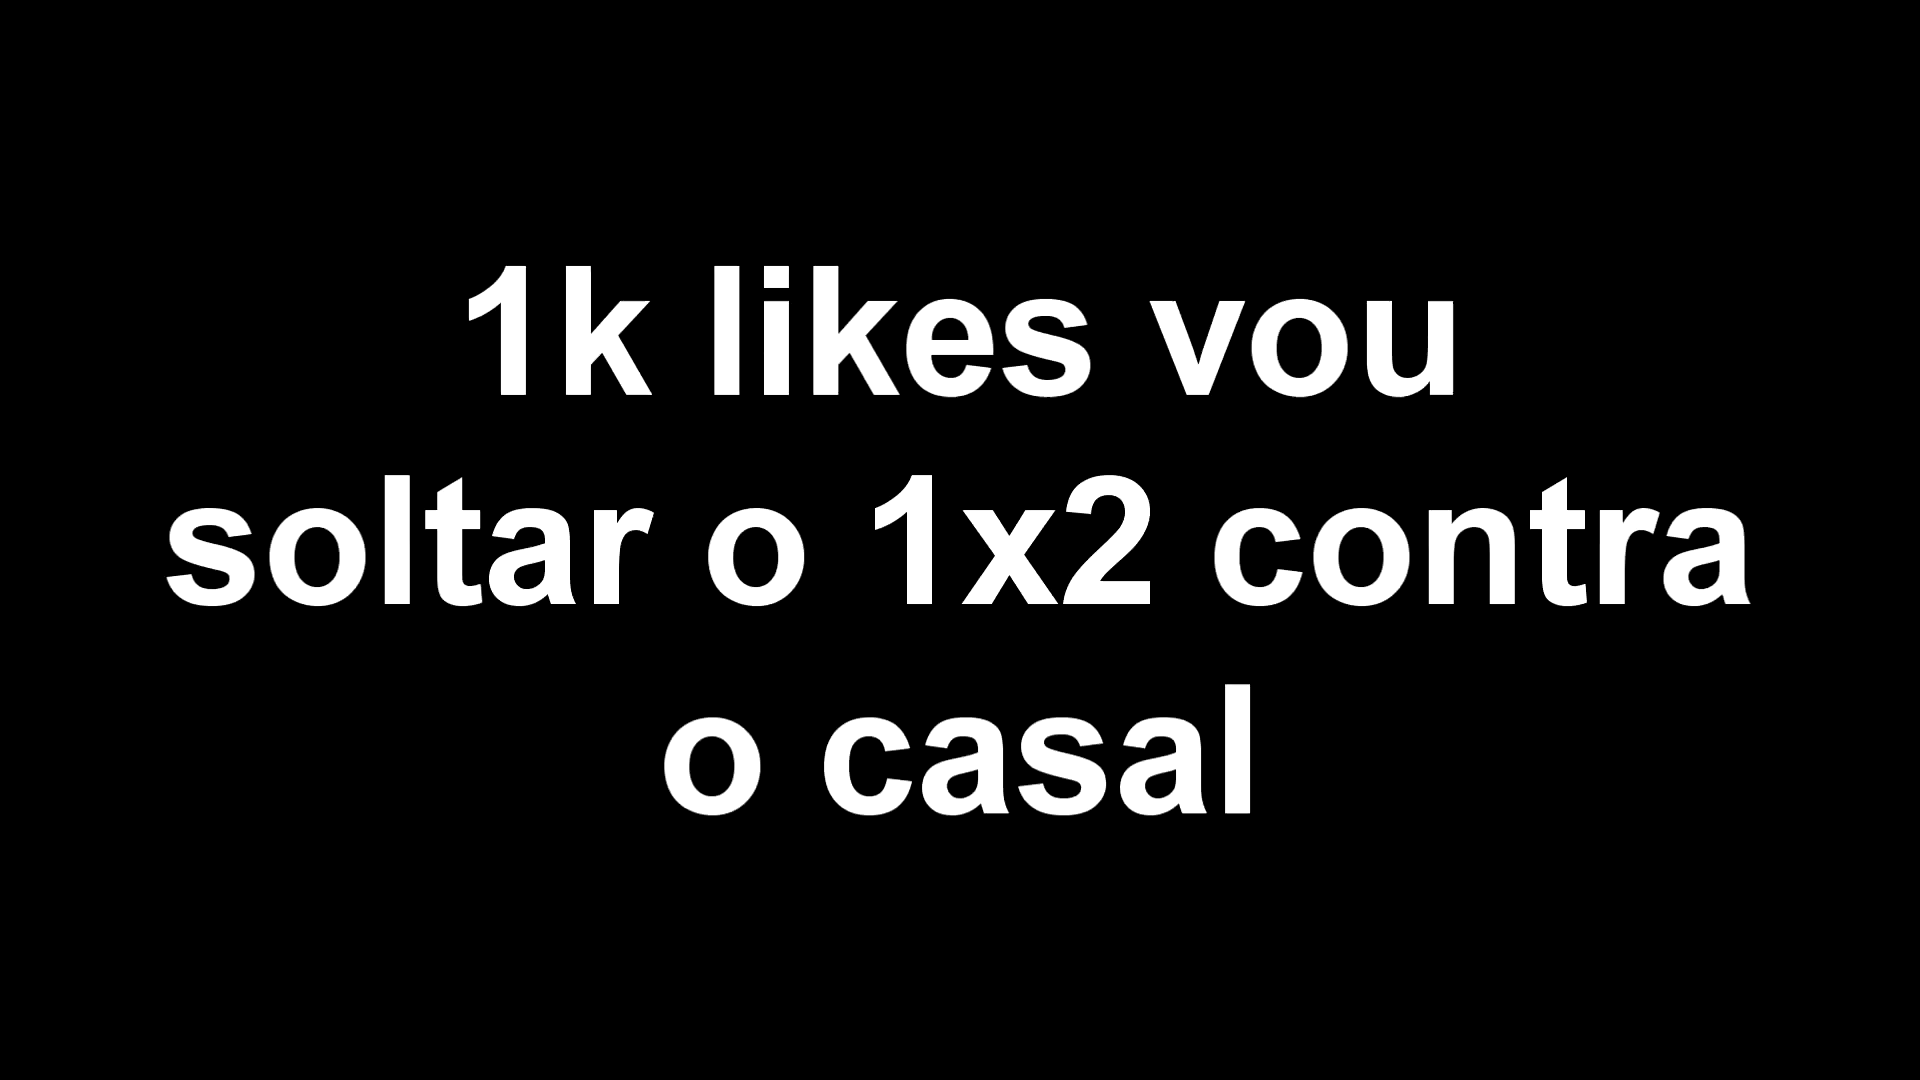 1k likes vou
soltar o 1x2 contra
o casal